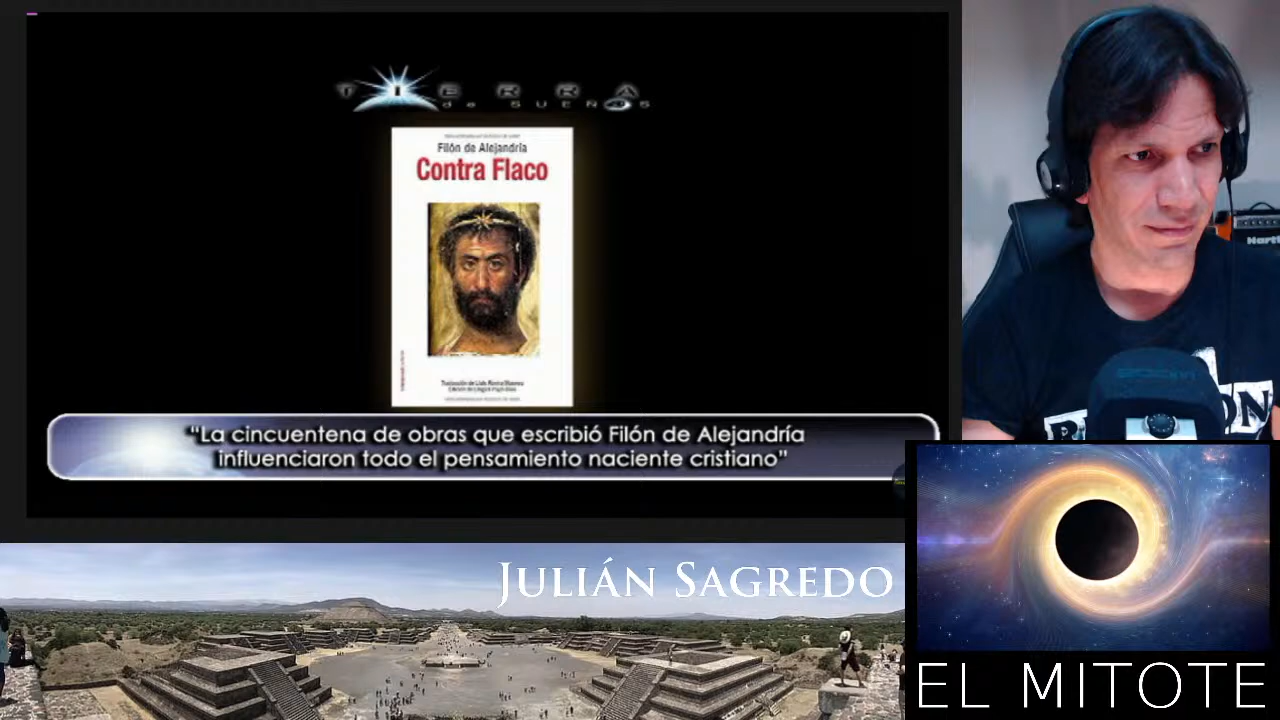 TIERRA
de SUEÑOS
Filón de Alejandría
Contra Flaco
"La cincuentena de obras que escribió Filón de Alejandría
influenciaron todo el pensamiento naciente cristiano"
JULIÁN SAGREDO
EL MITOTE